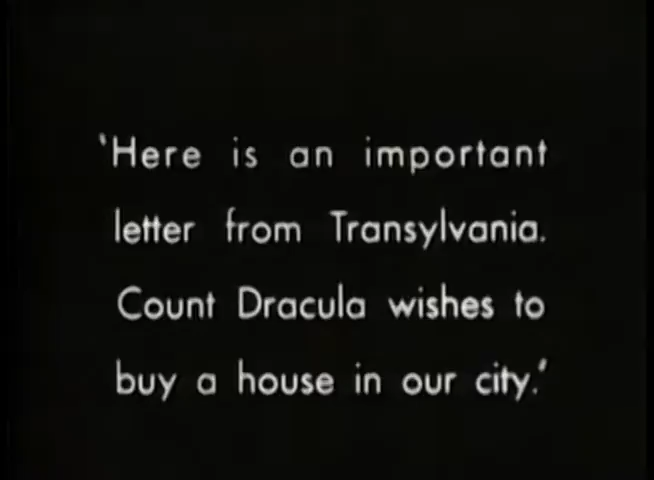 'Here is an important
letter from Transylvania.
Count Dracula wishes to
buy a house in our city.'